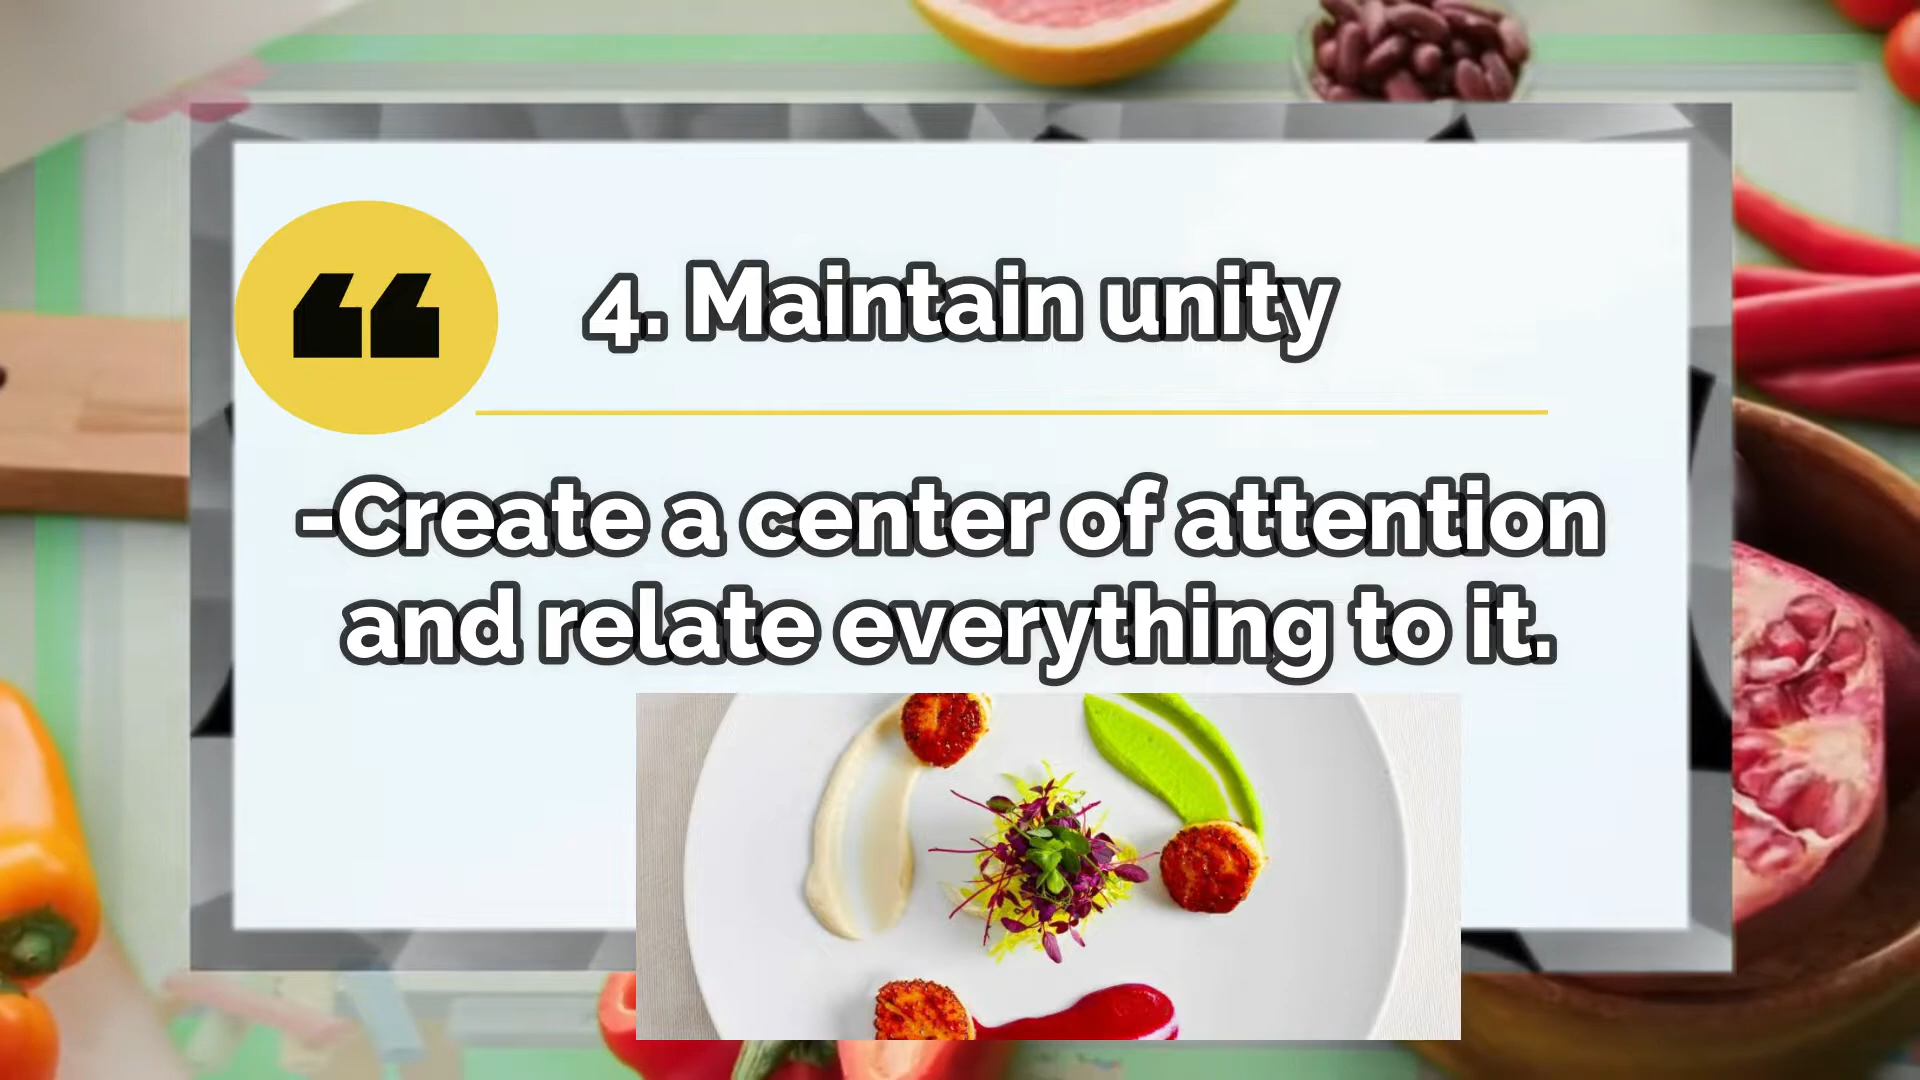 4. Maintain unity
-Create a center of attention
and relate everything to it.